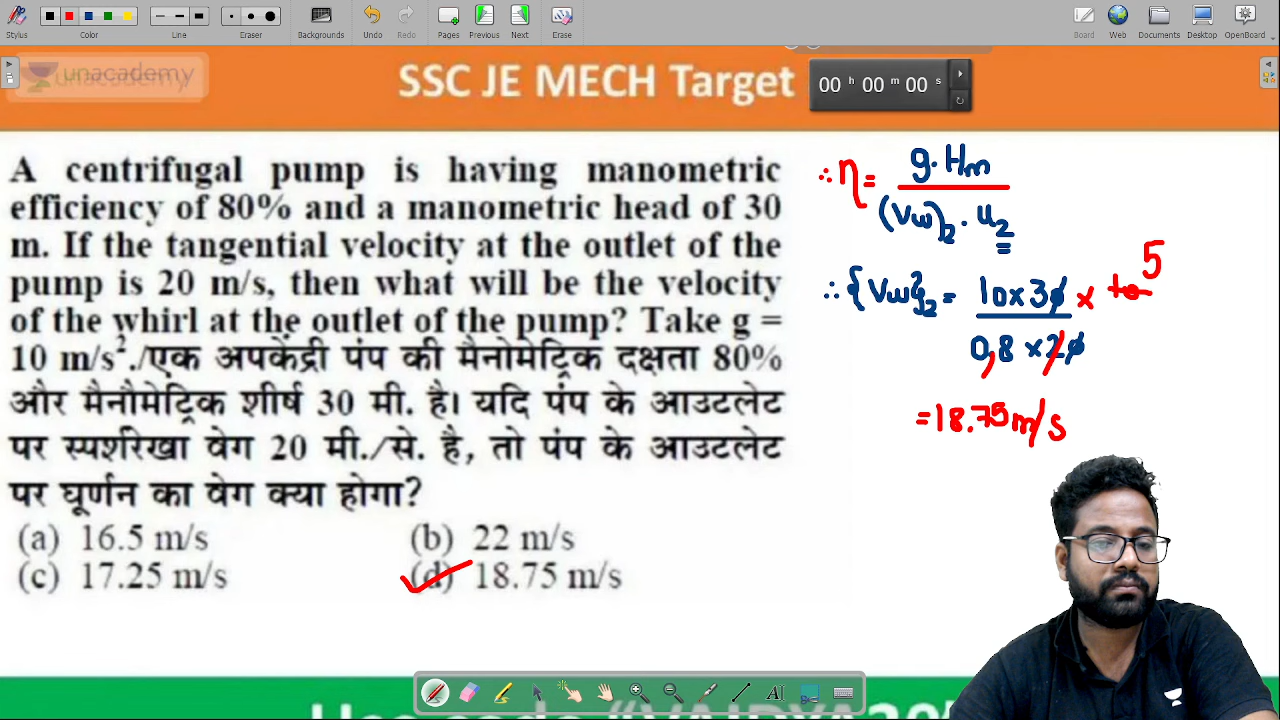 Stylus
Color
Line
Eraser
Backgrounds
Undo
Redo
Pages
Previous
Next
Erase
Board
Web
Documents
Desktop
OpenBoard
unacademy
SSC JE MECH Target
00 h 00 m 00 s
A centrifugal pump is having manometric
efficiency of 80% and a manometric head of 30
m. If the tangential velocity at the outlet of the
pump is 20 m/s, then what will be the velocity
of the whirl at the outlet of the pump? Take g =
10 m/s²./एक अपकेंद्री पंप की मैनोमेट्रिक दक्षता 80%
और मैनौमेट्रिक शीर्ष 30 मी. है। यदि पंप के आउटलेट
पर स्पर्शरेखा वेग 20 मी./से. है, तो पंप के आउटलेट
पर घूर्णन का वेग क्या होगा?
(a) 16.5 m/s
(b) 22 m/s
(c) 17.25 m/s
(d) 18.75 m/s
∴ η = g·Hm
(Vw)2 · u2
∴ {Vw}2 = 10×30 × 10 5
0,8 × 20
= 18.75 m/s